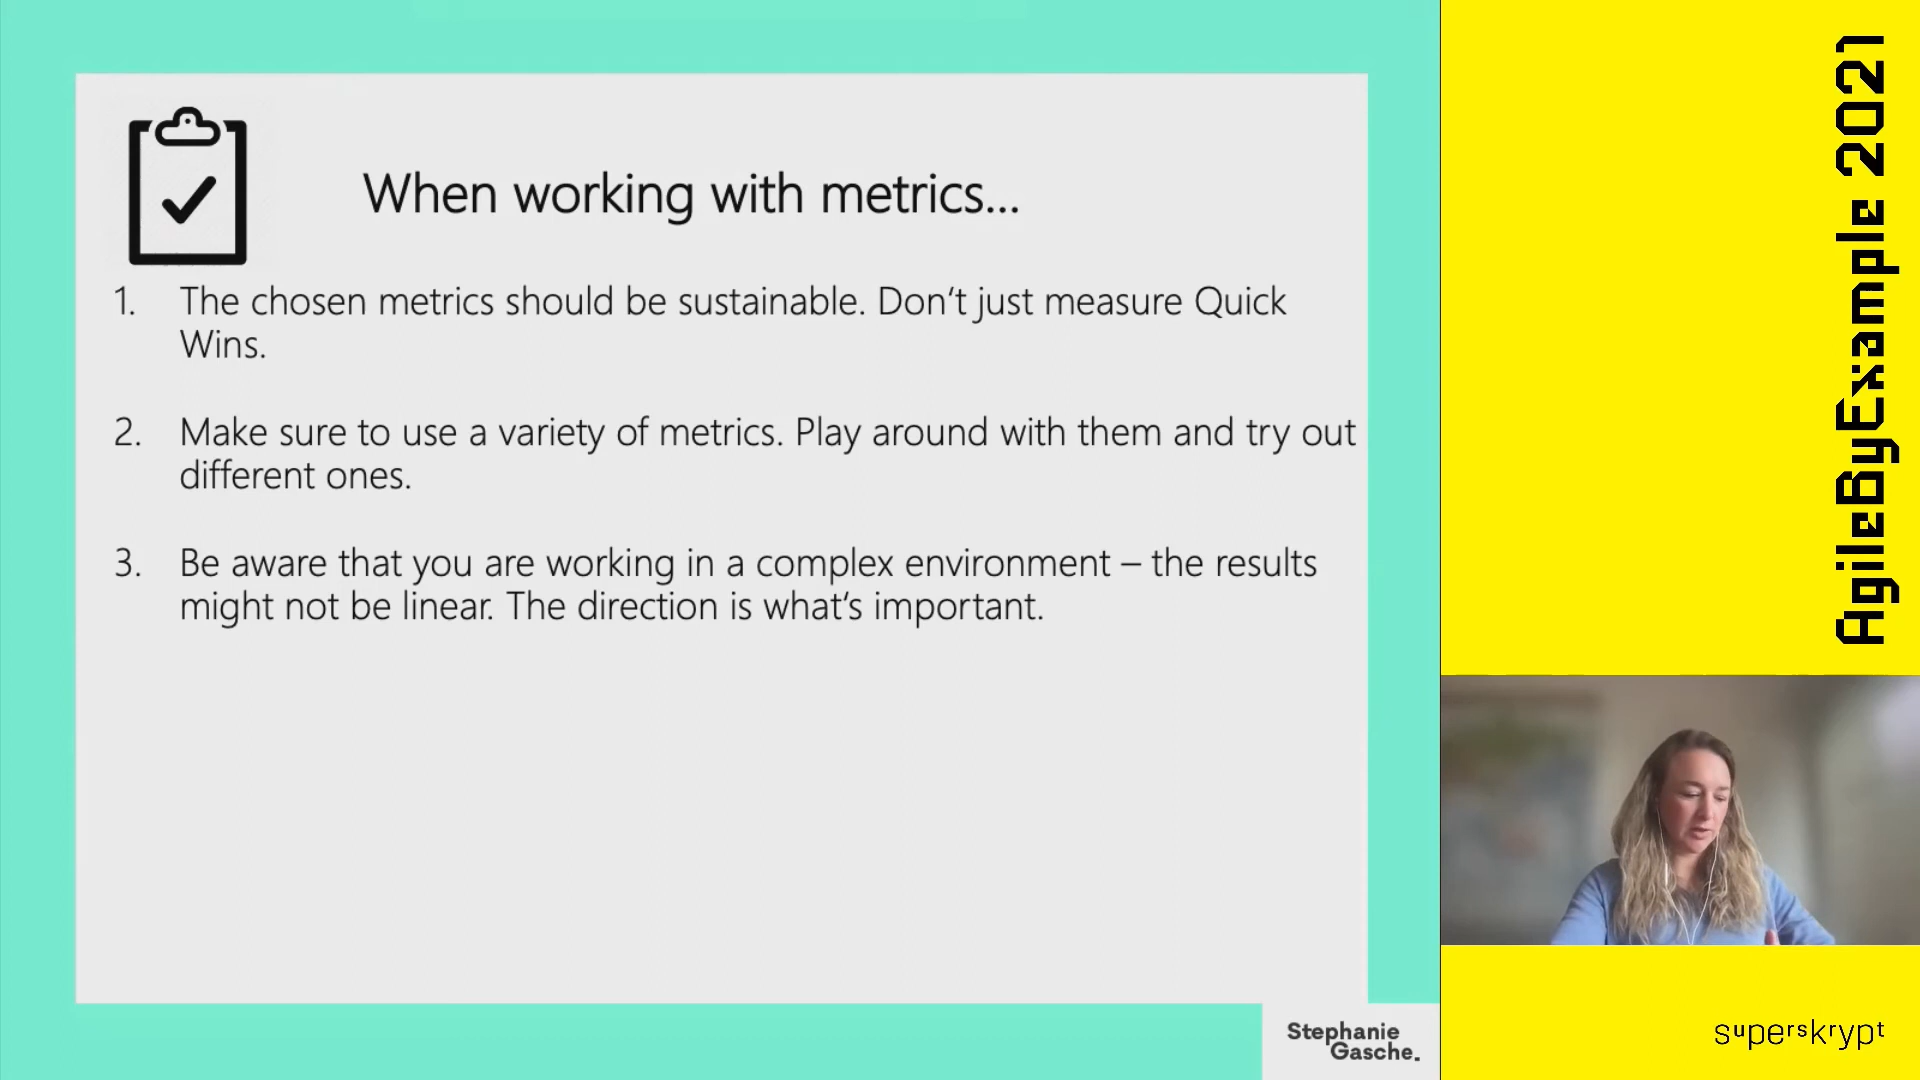 When working with metrics...
1. The chosen metrics should be sustainable. Don't just measure Quick
Wins.
2. Make sure to use a variety of metrics. Play around with them and try out
different ones.
3. Be aware that you are working in a complex environment – the results
might not be linear. The direction is what's important.
Stephanie
Gasche.
AgileByExample 2021
superskrypt